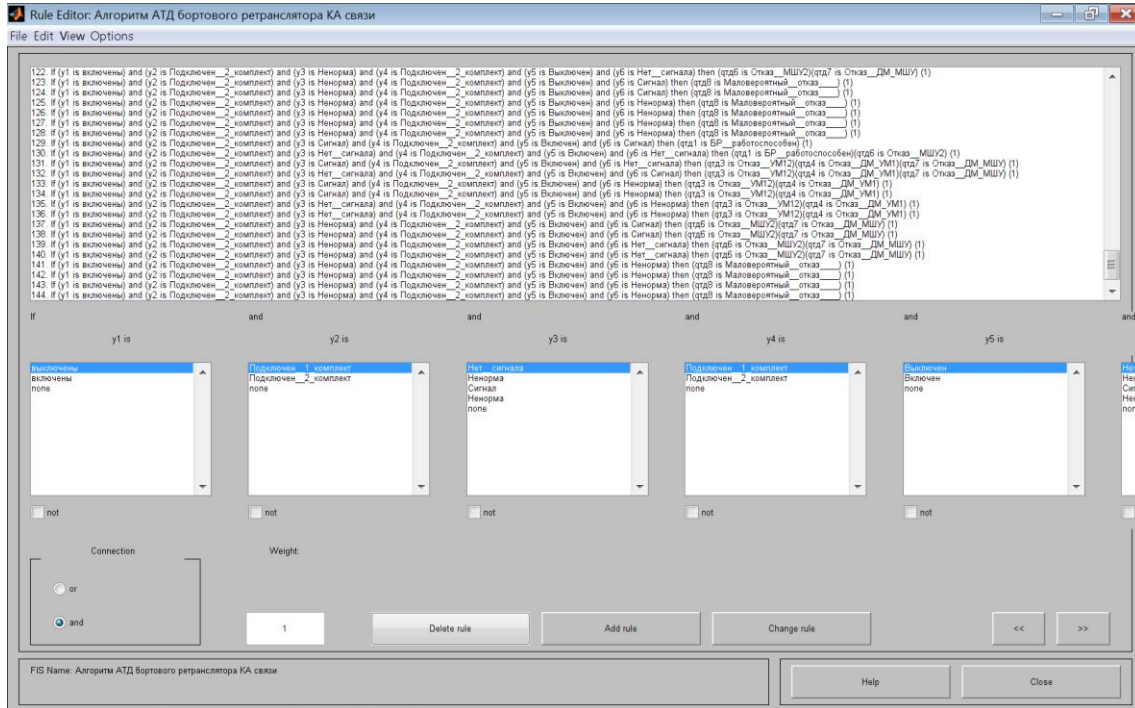 Rule Editor: Алгоритм АТД бортового ретранслятора КА связи
File Edit View Options
122. If (y1 is включены) and (y2 is Подключен__2_комплект) and (y3 is Ненорма) and (y4 is Подключен__2_комплект) and (y5 is Выключен) and (y6 is Нет__сигнала) then (qтд6 is Отказ__МШУ2)(qтд7 is Отказ__ДМ_МШУ) (1)
123. If (y1 is включены) and (y2 is Подключен__2_комплект) and (y3 is Ненорма) and (y4 is Подключен__2_комплект) and (y5 is Выключен) and (y6 is Сигнал) then (qтд8 is Маловероятный__отказ____) (1)
124. If (y1 is включены) and (y2 is Подключен__2_комплект) and (y3 is Ненорма) and (y4 is Подключен__2_комплект) and (y5 is Выключен) and (y6 is Сигнал) then (qтд8 is Маловероятный__отказ____) (1)
125. If (y1 is включены) and (y2 is Подключен__2_комплект) and (y3 is Ненорма) and (y4 is Подключен__2_комплект) and (y5 is Выключен) and (y6 is Ненорма) then (qтд8 is Маловероятный__отказ____) (1)
126. If (y1 is включены) and (y2 is Подключен__2_комплект) and (y3 is Ненорма) and (y4 is Подключен__2_комплект) and (y5 is Выключен) and (y6 is Ненорма) then (qтд8 is Маловероятный__отказ____) (1)
127. If (y1 is включены) and (y2 is Подключен__2_комплект) and (y3 is Ненорма) and (y4 is Подключен__2_комплект) and (y5 is Выключен) and (y6 is Ненорма) then (qтд8 is Маловероятный__отказ____) (1)
128. If (y1 is включены) and (y2 is Подключен__2_комплект) and (y3 is Ненорма) and (y4 is Подключен__2_комплект) and (y5 is Выключен) and (y6 is Ненорма) then (qтд8 is Маловероятный__отказ____) (1)
129. If (y1 is включены) and (y2 is Подключен__2_комплект) and (y3 is Сигнал) and (y4 is Подключен__2_комплект) and (y5 is Включен) and (y6 is Сигнал) then (qтд1 is БР__работоспособен) (1)
130. If (y1 is включены) and (y2 is Подключен__2_комплект) and (y3 is Нет__сигнала) and (y4 is Подключен__2_комплект) and (y5 is Включен) and (y6 is Нет__сигнала) then (qтд1 is БР__работоспособен)(qтд6 is Отказ__МШУ2) (1)
131. If (y1 is включены) and (y2 is Подключен__2_комплект) and (y3 is Сигнал) and (y4 is Подключен__2_комплект) and (y5 is Включен) and (y6 is Нет__сигнала) then (qтд3 is Отказ__УМ12)(qтд4 is Отказ__ДМ_УМ1)(qтд7 is Отказ__ДМ_МШУ) (1)
132. If (y1 is включены) and (y2 is Подключен__2_комплект) and (y3 is Нет__сигнала) and (y4 is Подключен__2_комплект) and (y5 is Включен) and (y6 is Сигнал) then (qтд3 is Отказ__УМ12)(qтд4 is Отказ__ДМ_УМ1)(qтд7 is Отказ__ДМ_МШУ) (1)
133. If (y1 is включены) and (y2 is Подключен__2_комплект) and (y3 is Сигнал) and (y4 is Подключен__2_комплект) and (y5 is Включен) and (y6 is Ненорма) then (qтд3 is Отказ__УМ12)(qтд4 is Отказ__ДМ_УМ1) (1)
134. If (y1 is включены) and (y2 is Подключен__2_комплект) and (y3 is Сигнал) and (y4 is Подключен__2_комплект) and (y5 is Включен) and (y6 is Ненорма) then (qтд3 is Отказ__УМ12)(qтд4 is Отказ__ДМ_УМ1) (1)
135. If (y1 is включены) and (y2 is Подключен__2_комплект) and (y3 is Нет__сигнала) and (y4 is Подключен__2_комплект) and (y5 is Включен) and (y6 is Ненорма) then (qтд3 is Отказ__УМ12)(qтд4 is Отказ__ДМ_УМ1) (1)
136. If (y1 is включены) and (y2 is Подключен__2_комплект) and (y3 is Нет__сигнала) and (y4 is Подключен__2_комплект) and (y5 is Включен) and (y6 is Ненорма) then (qтд3 is Отказ__УМ12)(qтд4 is Отказ__ДМ_УМ1) (1)
137. If (y1 is включены) and (y2 is Подключен__2_комплект) and (y3 is Ненорма) and (y4 is Подключен__2_комплект) and (y5 is Включен) and (y6 is Сигнал) then (qтд6 is Отказ__МШУ2)(qтд7 is Отказ__ДМ_МШУ) (1)
138. If (y1 is включены) and (y2 is Подключен__2_комплект) and (y3 is Ненорма) and (y4 is Подключен__2_комплект) and (y5 is Включен) and (y6 is Сигнал) then (qтд6 is Отказ__МШУ2)(qтд7 is Отказ__ДМ_МШУ) (1)
139. If (y1 is включены) and (y2 is Подключен__2_комплект) and (y3 is Ненорма) and (y4 is Подключен__2_комплект) and (y5 is Включен) and (y6 is Нет__сигнала) then (qтд6 is Отказ__МШУ2)(qтд7 is Отказ__ДМ_МШУ) (1)
140. If (y1 is включены) and (y2 is Подключен__2_комплект) and (y3 is Ненорма) and (y4 is Подключен__2_комплект) and (y5 is Включен) and (y6 is Нет__сигнала) then (qтд6 is Отказ__МШУ2)(qтд7 is Отказ__ДМ_МШУ) (1)
141. If (y1 is включены) and (y2 is Подключен__2_комплект) and (y3 is Ненорма) and (y4 is Подключен__2_комплект) and (y5 is Включен) and (y6 is Ненорма) then (qтд8 is Маловероятный__отказ____) (1)
142. If (y1 is включены) and (y2 is Подключен__2_комплект) and (y3 is Ненорма) and (y4 is Подключен__2_комплект) and (y5 is Включен) and (y6 is Ненорма) then (qтд8 is Маловероятный__отказ____) (1)
143. If (y1 is включены) and (y2 is Подключен__2_комплект) and (y3 is Ненорма) and (y4 is Подключен__2_комплект) and (y5 is Включен) and (y6 is Ненорма) then (qтд8 is Маловероятный__отказ____) (1)
144. If (y1 is включены) and (y2 is Подключен__2_комплект) and (y3 is Ненорма) and (y4 is Подключен__2_комплект) and (y5 is Включен) and (y6 is Ненорма) then (qтд8 is Маловероятный__отказ____) (1)
If and and and and and
y1 is y2 is y3 is y4 is y5 is
выключены Подключен__1_комплект Нет__сигнала Подключен__1_комплект Выключен
включены Подключен__2_комплект Ненорма Подключен__2_комплект Включен
none none Сигнал none none
Ненорма
none
not not not not not
Connection Weight:
or
and 1 Delete rule Add rule Change rule << >>
FIS Name: Алгоритм АТД бортового ретранслятора КА связи
Help Close